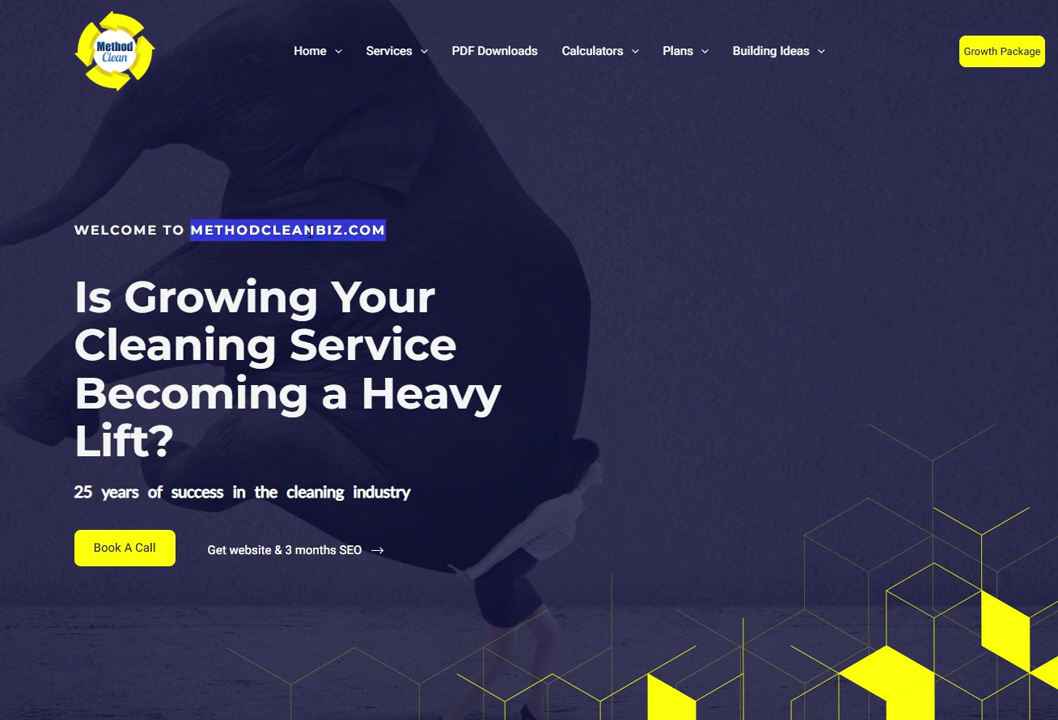 Method
Clean
Home
Services
PDF Downloads
Calculators
Plans
Building Ideas
Growth Package
WELCOME TO METHODCLEANBIZ.COM
Is Growing Your
Cleaning Service
Becoming a Heavy
Lift?
25 years of success in the cleaning industry
Book A Call
Get website & 3 months SEO